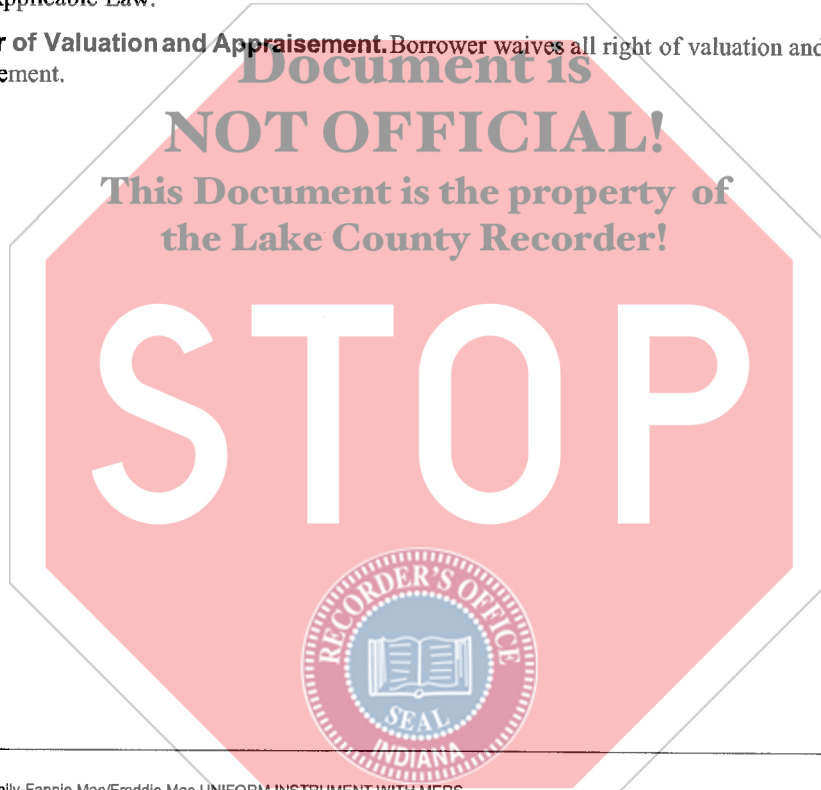 Applicable Law.
r of Valuation and Appraisement. Borrower waives all right of valuation and
ement.
Document is
NOT OFFICIAL!
This Document is the property of
the Lake County Recorder!
STOP
RECORDER'S OFFICE
SEAL
INDIANA
mily-Fannie Mae/Freddie Mac UNIFORM INSTRUMENT WITH MERS